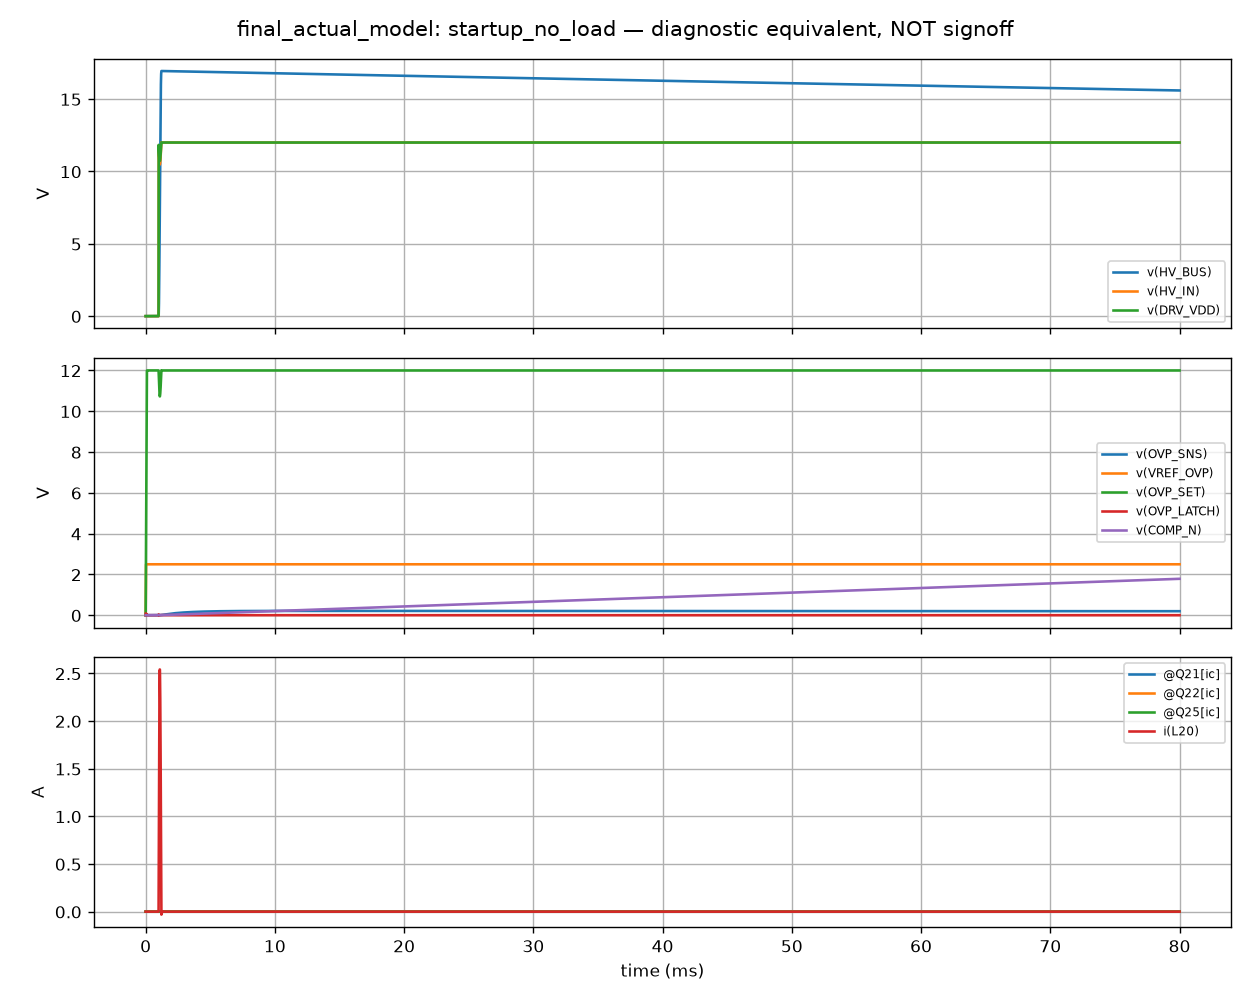 final_actual_model: startup_no_load — diagnostic equivalent, NOT signoff
15
10
5
0
V
v(HV_BUS)
v(HV_IN)
v(DRV_VDD)
12
10
8
6
4
2
0
V
v(OVP_SNS)
v(VREF_OVP)
v(OVP_SET)
v(OVP_LATCH)
v(COMP_N)
2.5
2.0
1.5
1.0
0.5
0.0
A
@Q21[ic]
@Q22[ic]
@Q25[ic]
i(L20)
0 10 20 30 40 50 60 70 80
time (ms)